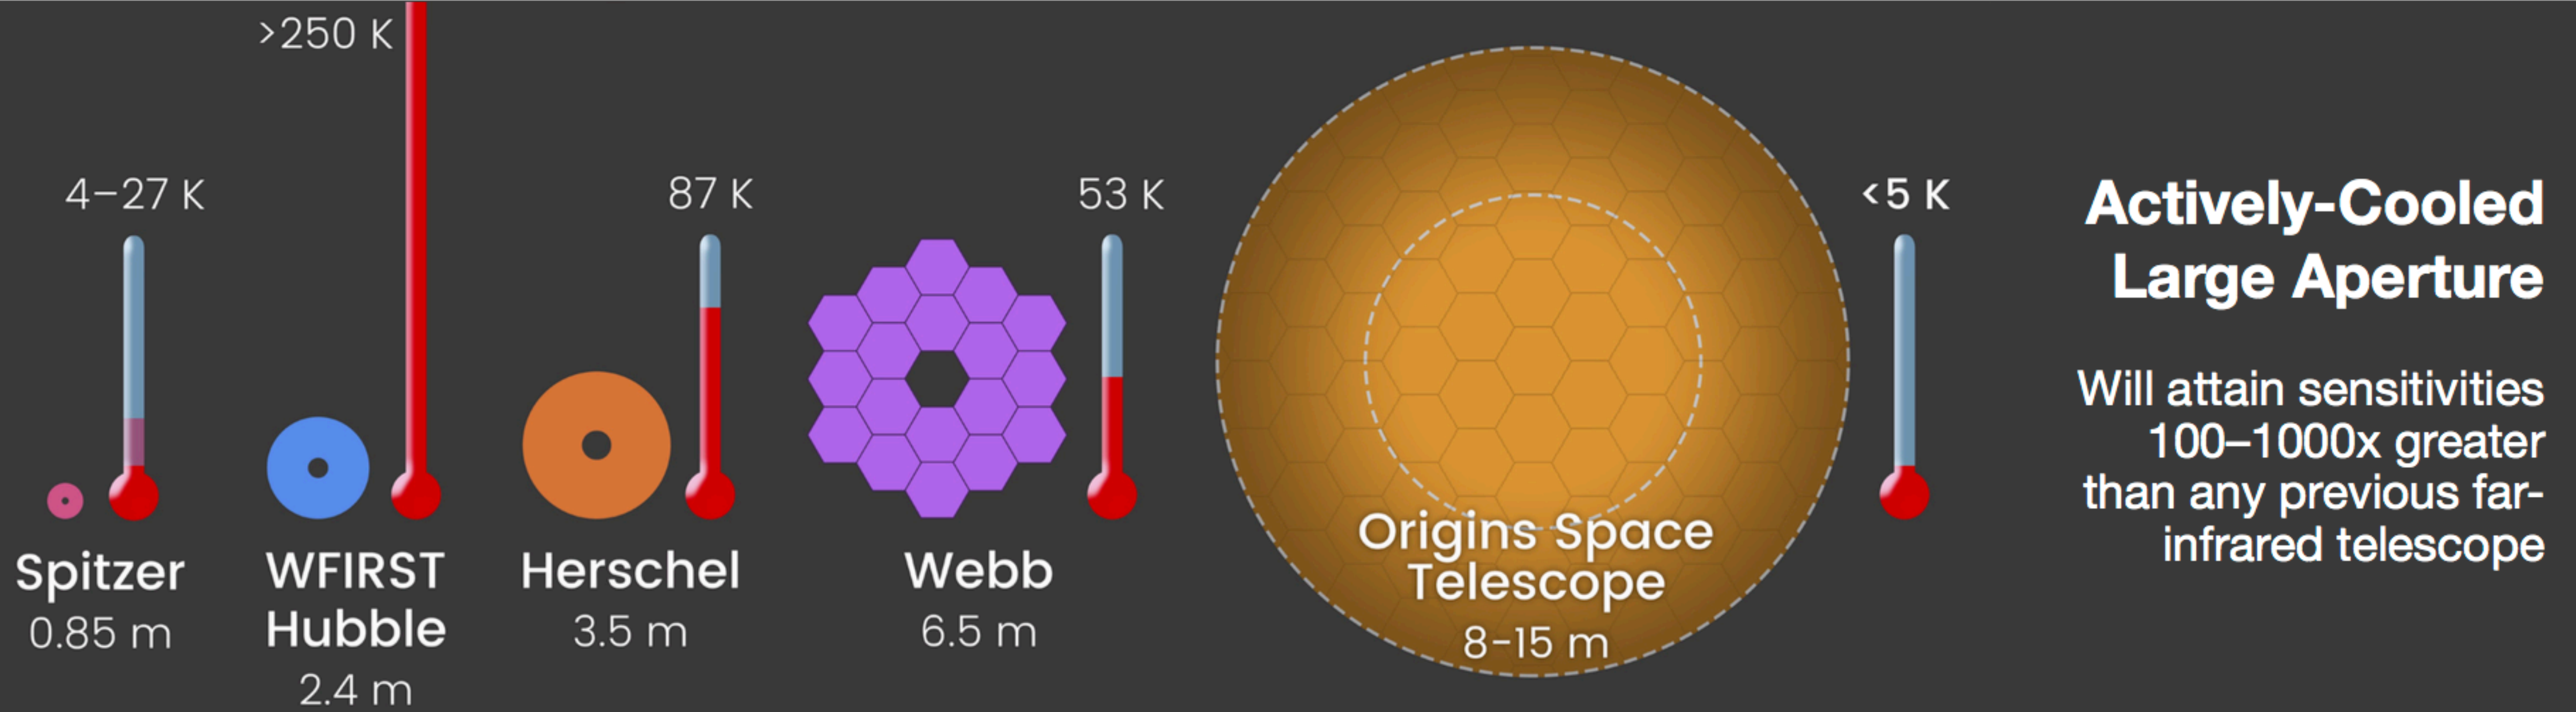 >250 K
4–27 K
87 K
53 K
<5 K
Spitzer
0.85 m
WFIRST
Hubble
2.4 m
Herschel
3.5 m
Webb
6.5 m
Origins Space
Telescope
8-15 m
Actively-Cooled
Large Aperture
Will attain sensitivities
100–1000x greater
than any previous far-
infrared telescope